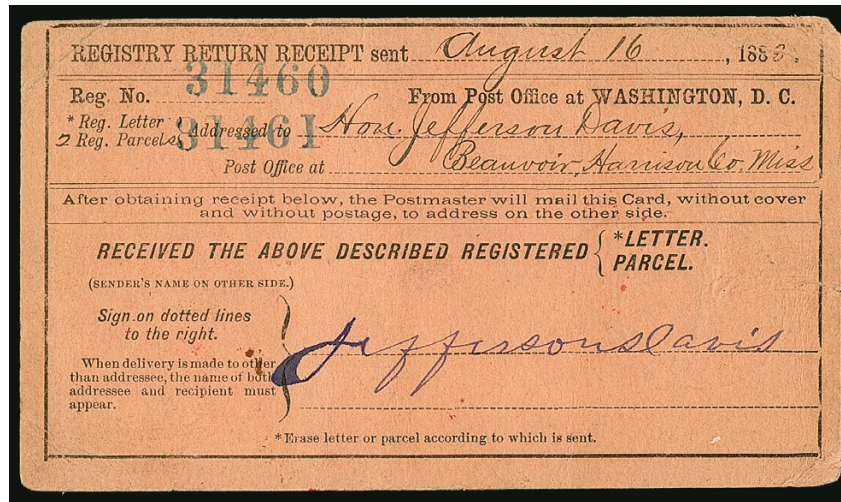 REGISTRY RETURN RECEIPT sent August 16, 1883.
31460
Reg. No. From Post Office at WASHINGTON, D. C.
* Reg. Letter
31461 Addressed to Hon. Jefferson Davis,
2 Reg. Parcels
Post Office at Beauvoir, Harrison Co. Miss
After obtaining receipt below, the Postmaster will mail this Card, without cover
and without postage, to address on the other side.
RECEIVED THE ABOVE DESCRIBED REGISTERED { *LETTER.
PARCEL.
(SENDER'S NAME ON OTHER SIDE.)
Sign on dotted lines
to the right.
Jefferson Davis
When delivery is made to other
than addressee, the name of both
addressee and recipient must
appear.
*Erase letter or parcel according to which is sent.